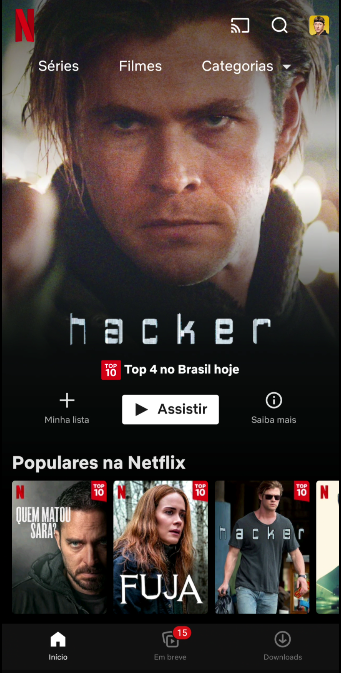 N
Séries Filmes Categorias
hacker
TOP 10 Top 4 no Brasil hoje
Minha lista Assistir Saiba mais
Populares na Netflix
N TOP 10
QUEM MATOU
SARA?
N TOP 10
FUJA
TOP 10
hacker
N
15
Início Em breve Downloads